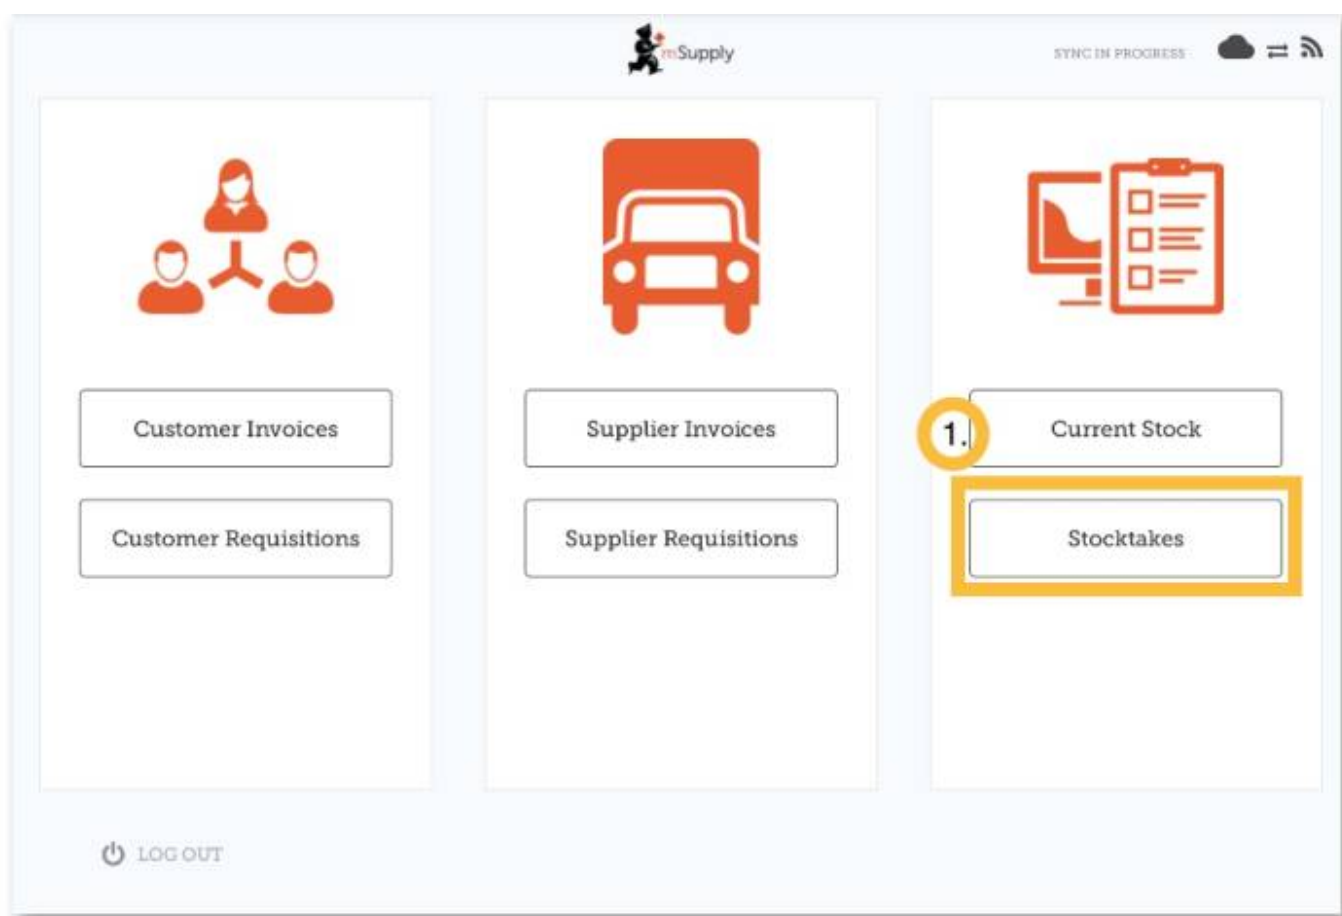 mSupply
SYNC IN PROGRESS
Customer Invoices
Customer Requisitions
Supplier Invoices
Supplier Requisitions
1.
Current Stock
Stocktakes
LOG OUT